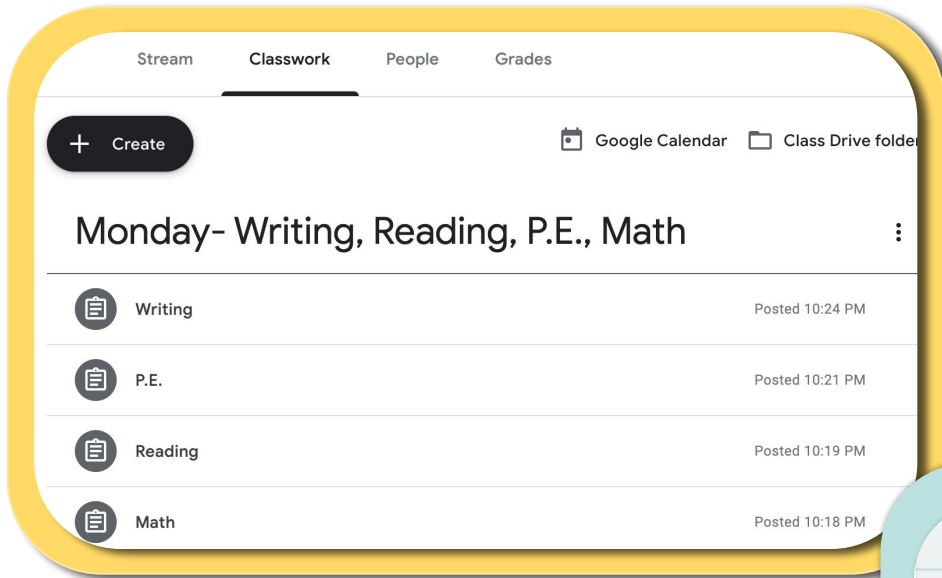 Stream Classwork People Grades
+ Create Google Calendar Class Drive folder
Monday- Writing, Reading, P.E., Math
Writing Posted 10:24 PM
P.E. Posted 10:21 PM
Reading Posted 10:19 PM
Math Posted 10:18 PM